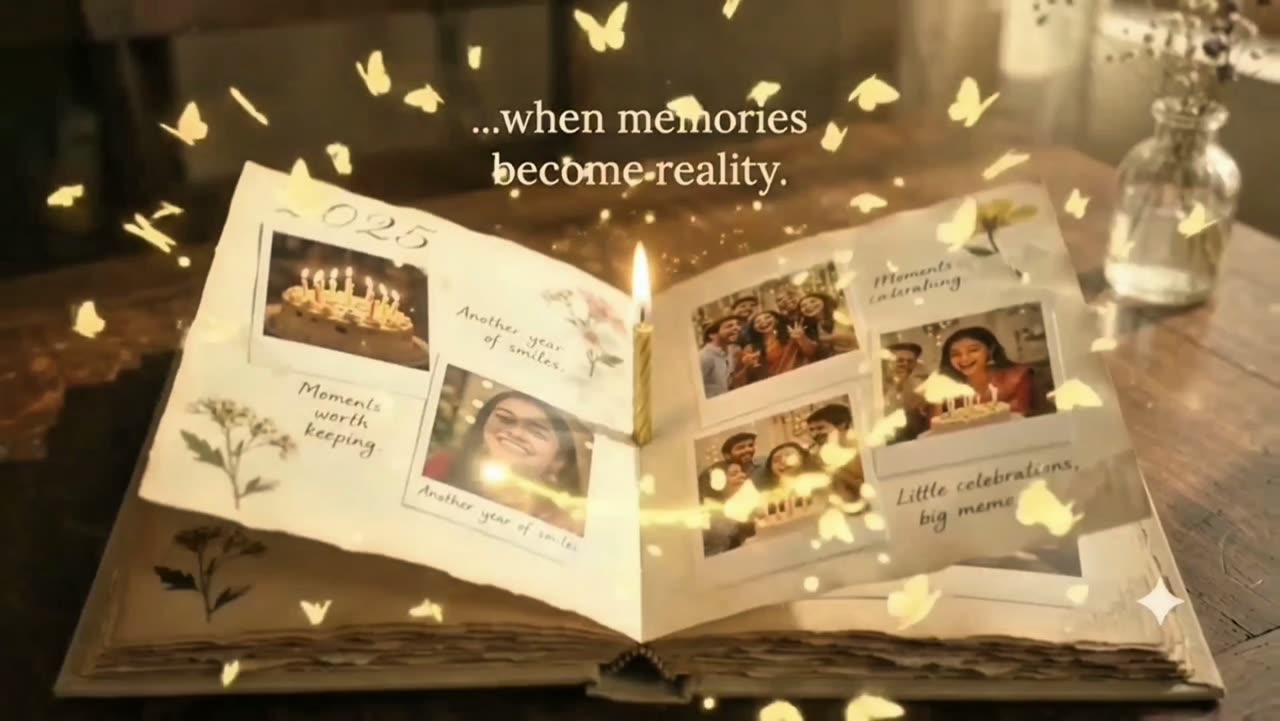 ...when memories
become reality.
025
Another year
of smiles.
Moments
worth
keeping.
Another year of smiles
Moments
Little celebrations,
big meme